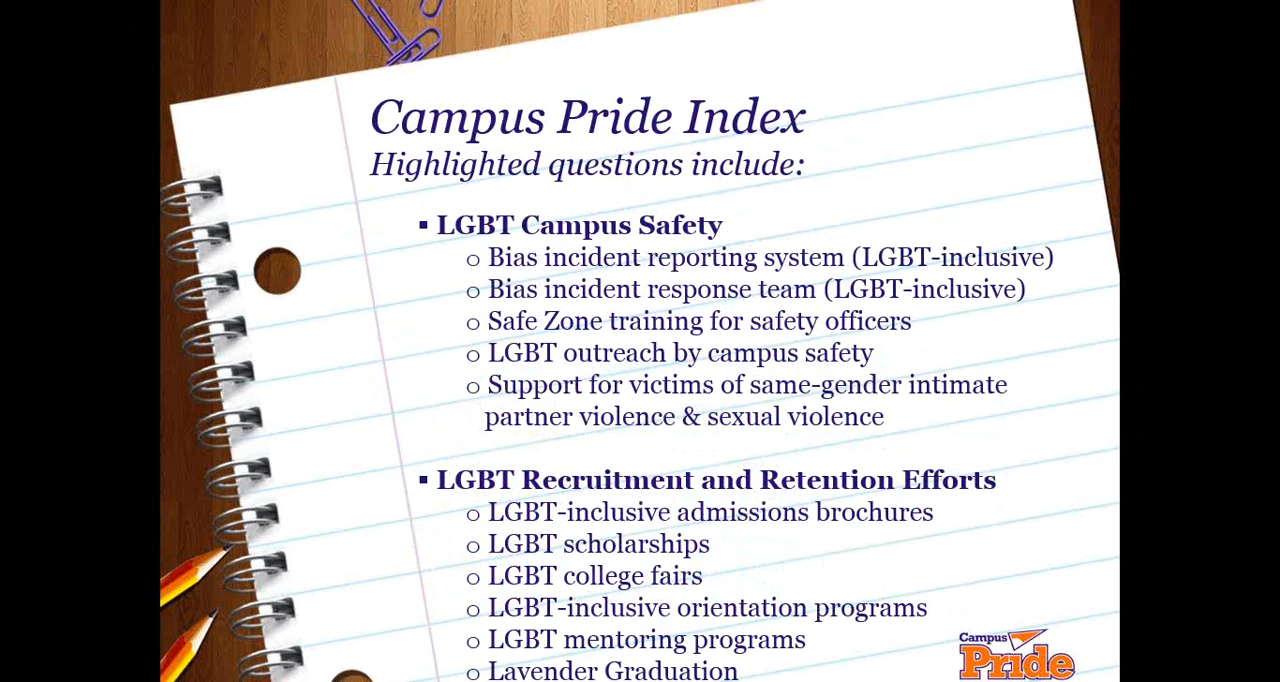 Campus Pride Index
Highlighted questions include:
▪ LGBT Campus Safety
o Bias incident reporting system (LGBT-inclusive)
o Bias incident response team (LGBT-inclusive)
o Safe Zone training for safety officers
o LGBT outreach by campus safety
o Support for victims of same-gender intimate
partner violence & sexual violence
▪ LGBT Recruitment and Retention Efforts
o LGBT-inclusive admissions brochures
o LGBT scholarships
o LGBT college fairs
o LGBT-inclusive orientation programs
o LGBT mentoring programs
o Lavender Graduation
Campus
Pride